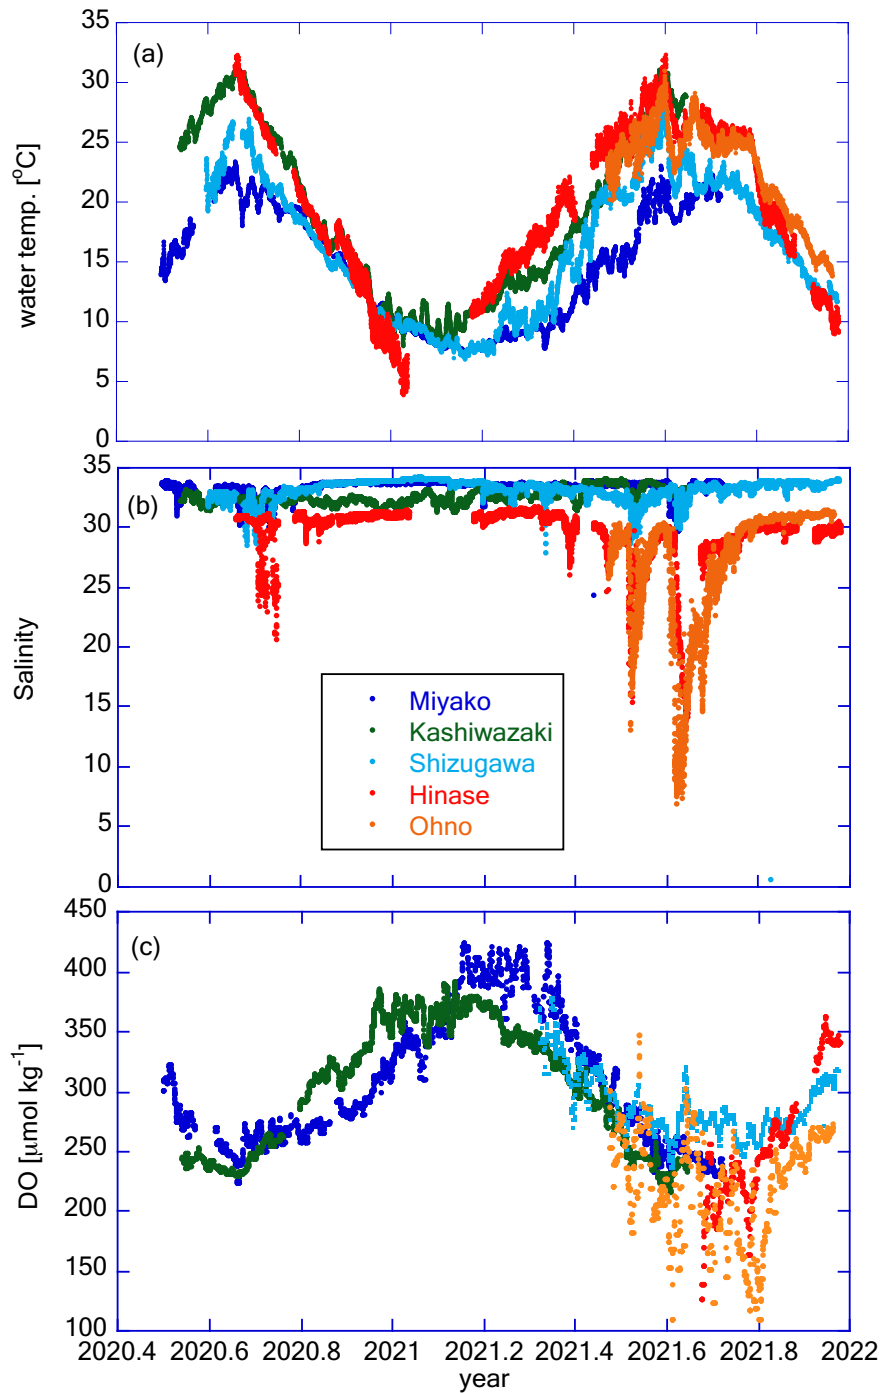 35
(a)
30
25
20
15
10
5
0
water temp. [°C]
35
(b)
30
25
20
15
10
5
0
Salinity
Miyako
Kashiwazaki
Shizugawa
Hinase
Ohno
450
(c)
400
350
300
250
200
150
100
DO [µmol kg⁻¹]
2020.4 2020.6 2020.8 2021 2021.2 2021.4 2021.6 2021.8 2022
year